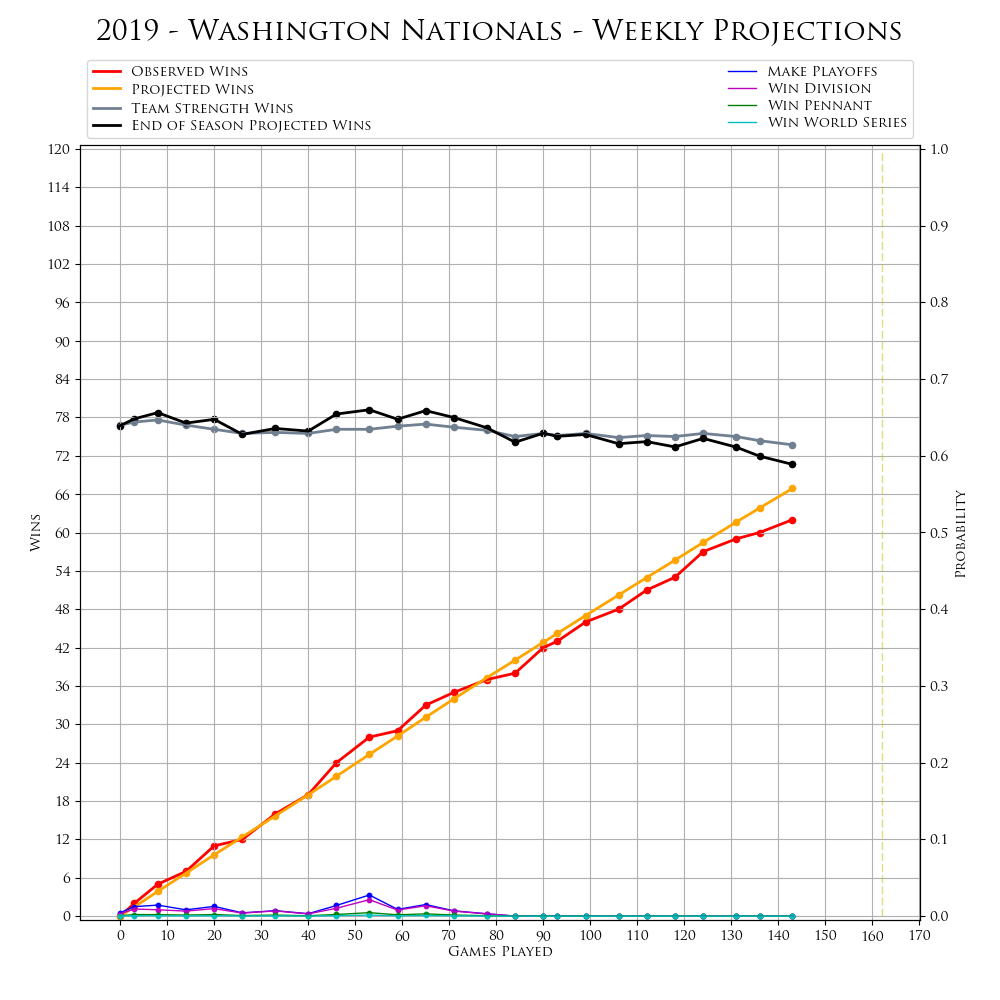 2019 - Washington Nationals - Weekly Projections
Observed Wins
Projected Wins
Team Strength Wins
End of Season Projected Wins
Make Playoffs
Win Division
Win Pennant
Win World Series
120
114
108
102
96
90
84
78
72
66
60
54
48
42
36
30
24
18
12
6
0
Wins
1.0
0.9
0.8
0.7
0.6
0.5
0.4
0.3
0.2
0.1
0.0
Probability
0 10 20 30 40 50 60 70 80 90 100 110 120 130 140 150 160 170
Games Played